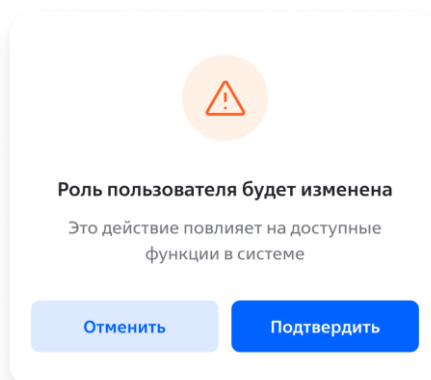 Роль пользователя будет изменена
Это действие повлияет на доступные
функции в системе
Отменить
Подтвердить